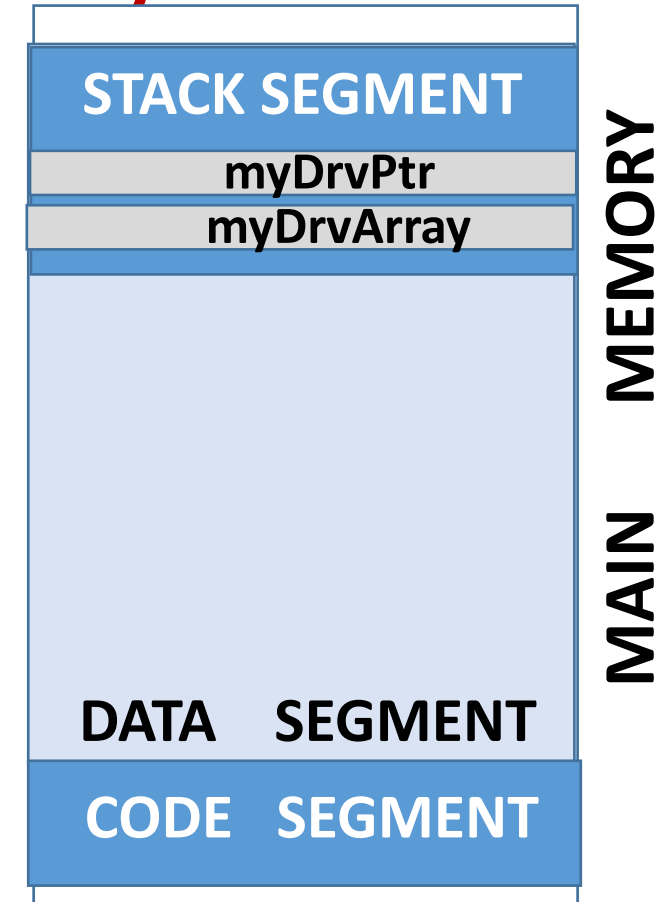 STACK SEGMENT
myDrvPtr
myDrvArray
DATA SEGMENT
CODE SEGMENT
MAIN MEMORY